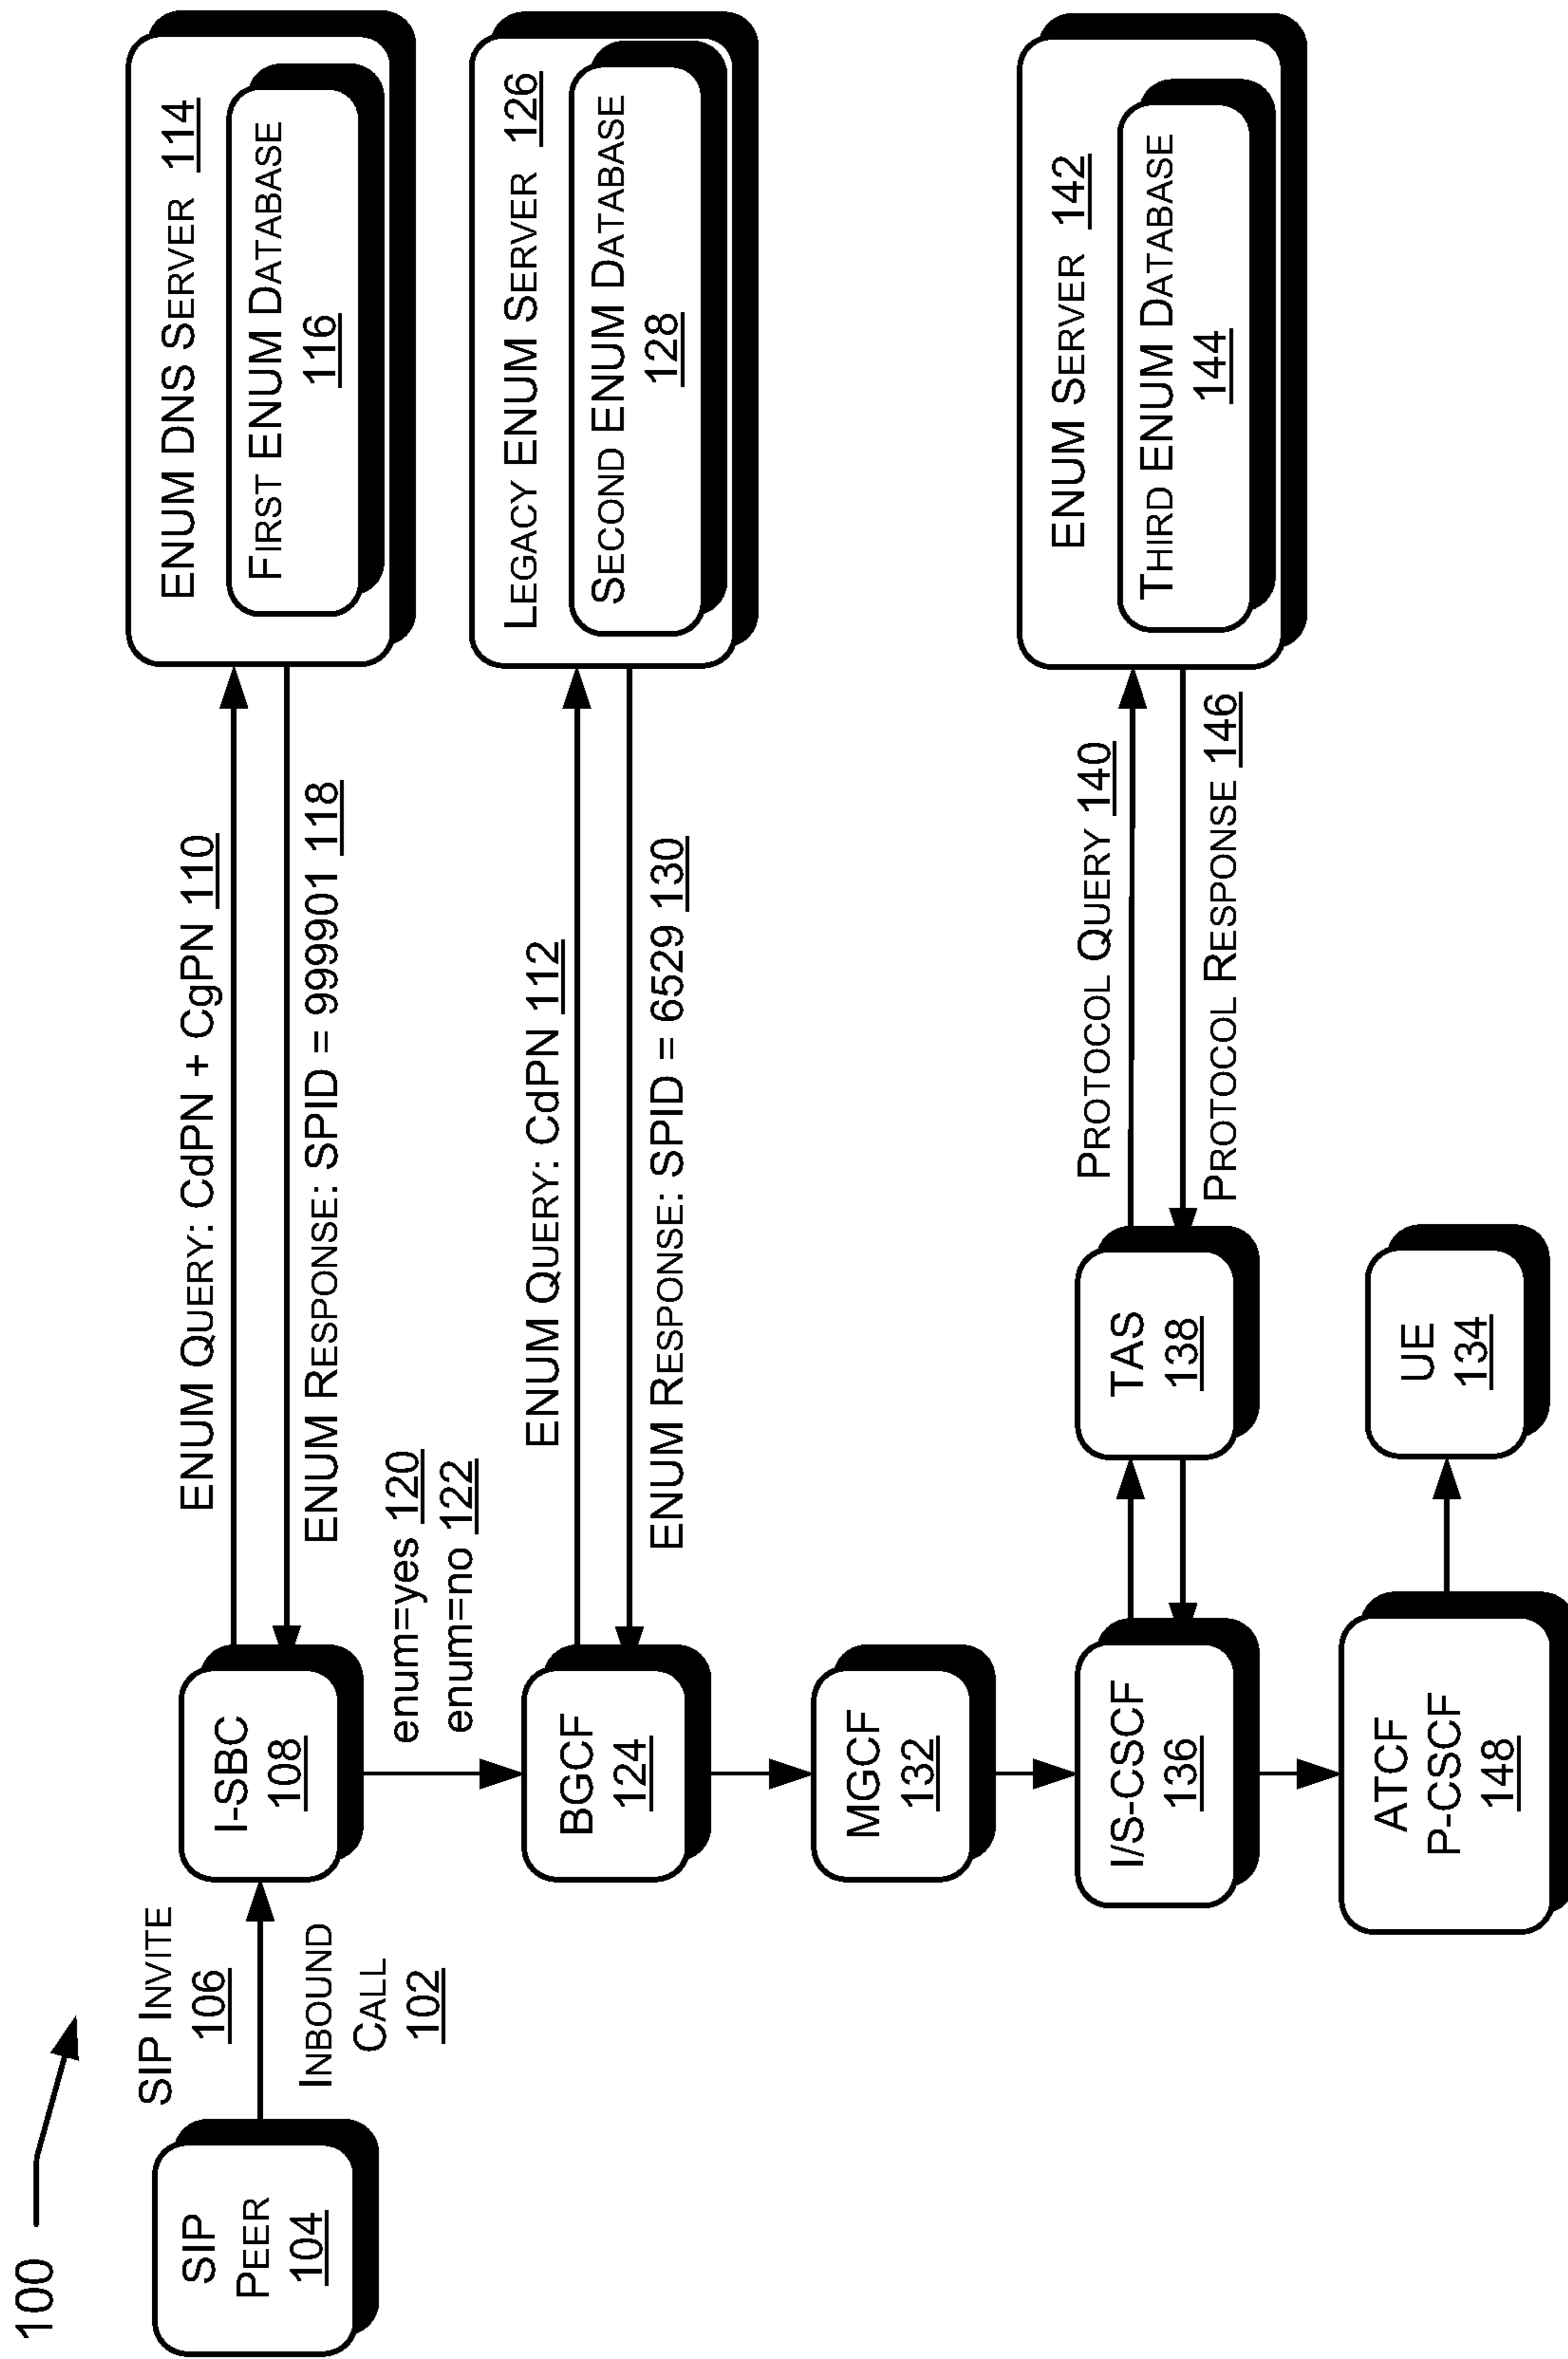 100
SIP INVITE
106
INBOUND
CALL
102
SIP
PEER
104
I-SBC
108
ENUM QUERY: CdPN + CgPN 110
ENUM RESPONSE: SPID = 999901 118
ENUM DNS SERVER 114
FIRST ENUM DATABASE
116
enum=yes 120
enum=no 122
BGCF
124
ENUM QUERY: CdPN 112
ENUM RESPONSE: SPID = 6529 130
LEGACY ENUM SERVER 126
SECOND ENUM DATABASE
128
MGCF
132
I/S-CSCF
136
TAS
138
PROTOCOL QUERY 140
PROTOCOL RESPONSE 146
ENUM SERVER 142
THIRD ENUM DATABASE
144
ATCF
P-CSCF
148
UE
134